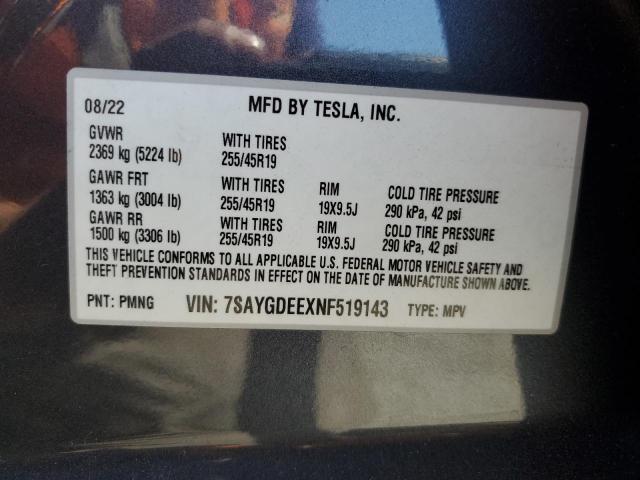 08/22 MFD BY TESLA, INC.
GVWR WITH TIRES
2369 kg (5224 lb) 255/45R19
GAWR FRT WITH TIRES RIM COLD TIRE PRESSURE
1363 kg (3004 lb) 255/45R19 19X9.5J 290 kPa, 42 psi
GAWR RR WITH TIRES RIM COLD TIRE PRESSURE
1500 kg (3306 lb) 255/45R19 19X9.5J 290 kPa, 42 psi
THIS VEHICLE CONFORMS TO ALL APPLICABLE U.S. FEDERAL MOTOR VEHICLE SAFETY AND
THEFT PREVENTION STANDARDS IN EFFECT ON THE DATE OF MANUFACTURE SHOWN ABOVE.
PNT: PMNG VIN: 7SAYGDEEXNF519143 TYPE: MPV